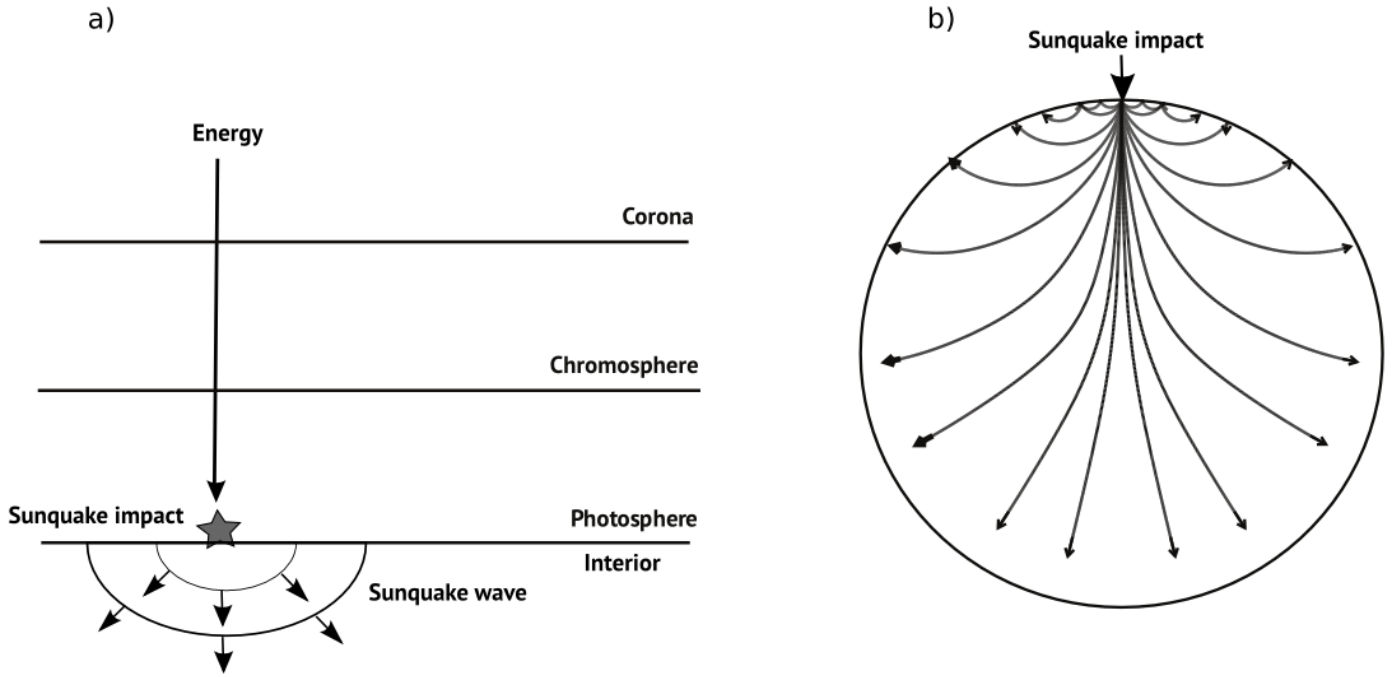 a)
Energy
Corona
Chromosphere
Sunquake impact
Photosphere
Interior
Sunquake wave
b)
Sunquake impact